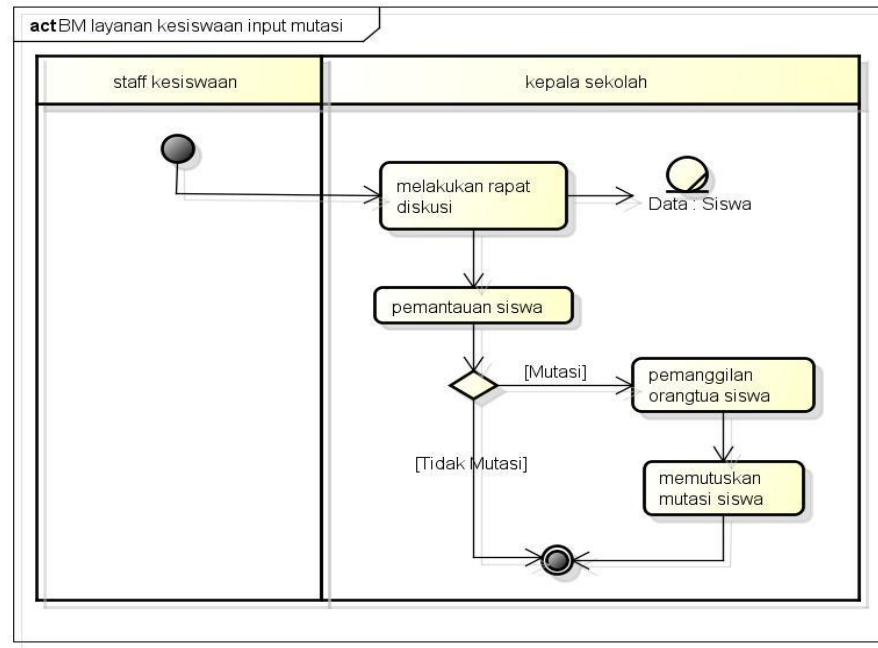 act BM layanan kesiswaan input mutasi
staff kesiswaan
kepala sekolah
melakukan rapat
diskusi
Data : Siswa
pemantauan siswa
[Mutasi]
pemanggilan
orangtua siswa
[Tidak Mutasi]
memutuskan
mutasi siswa